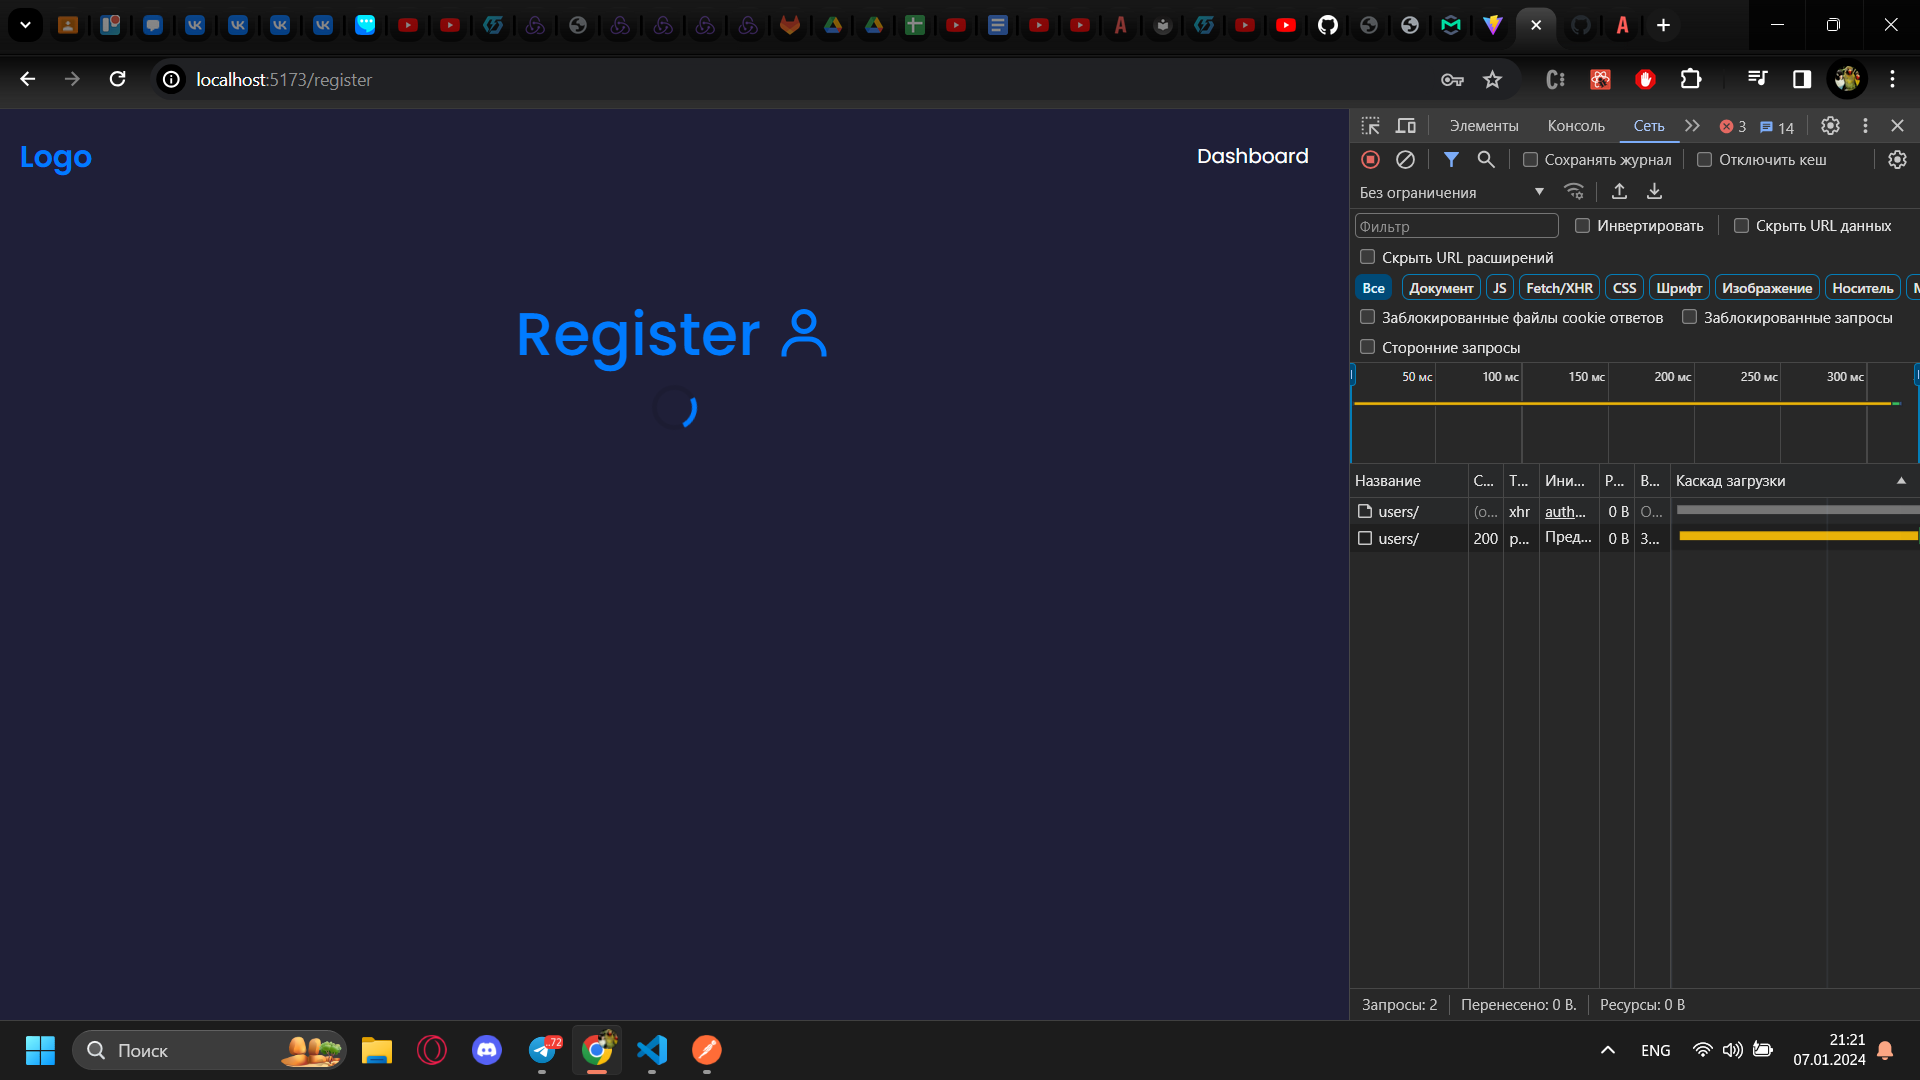 localhost:5173/register
Logo
Dashboard
Register
Элементы
Консоль
Сеть
3
14
Сохранять журнал
Отключить кеш
Без ограничения
Фильтр
Инвертировать
Скрыть URL данных
Скрыть URL расширений
Все
Документ
JS
Fetch/XHR
CSS
Шрифт
Изображение
Носитель
Заблокированные файлы cookie ответов
Заблокированные запросы
Сторонние запросы
50 мс
100 мс
150 мс
200 мс
250 мс
300 мс
Название
С...
Т...
Ини...
Р...
В...
Каскад загрузки
users/
(о...
xhr
auth...
0 B
О...
users/
200
p...
Пред...
0 B
3...
Запросы: 2
Перенесено: 0 B.
Ресурсы: 0 B
Поиск
..72
ENG
21:21
07.01.2024